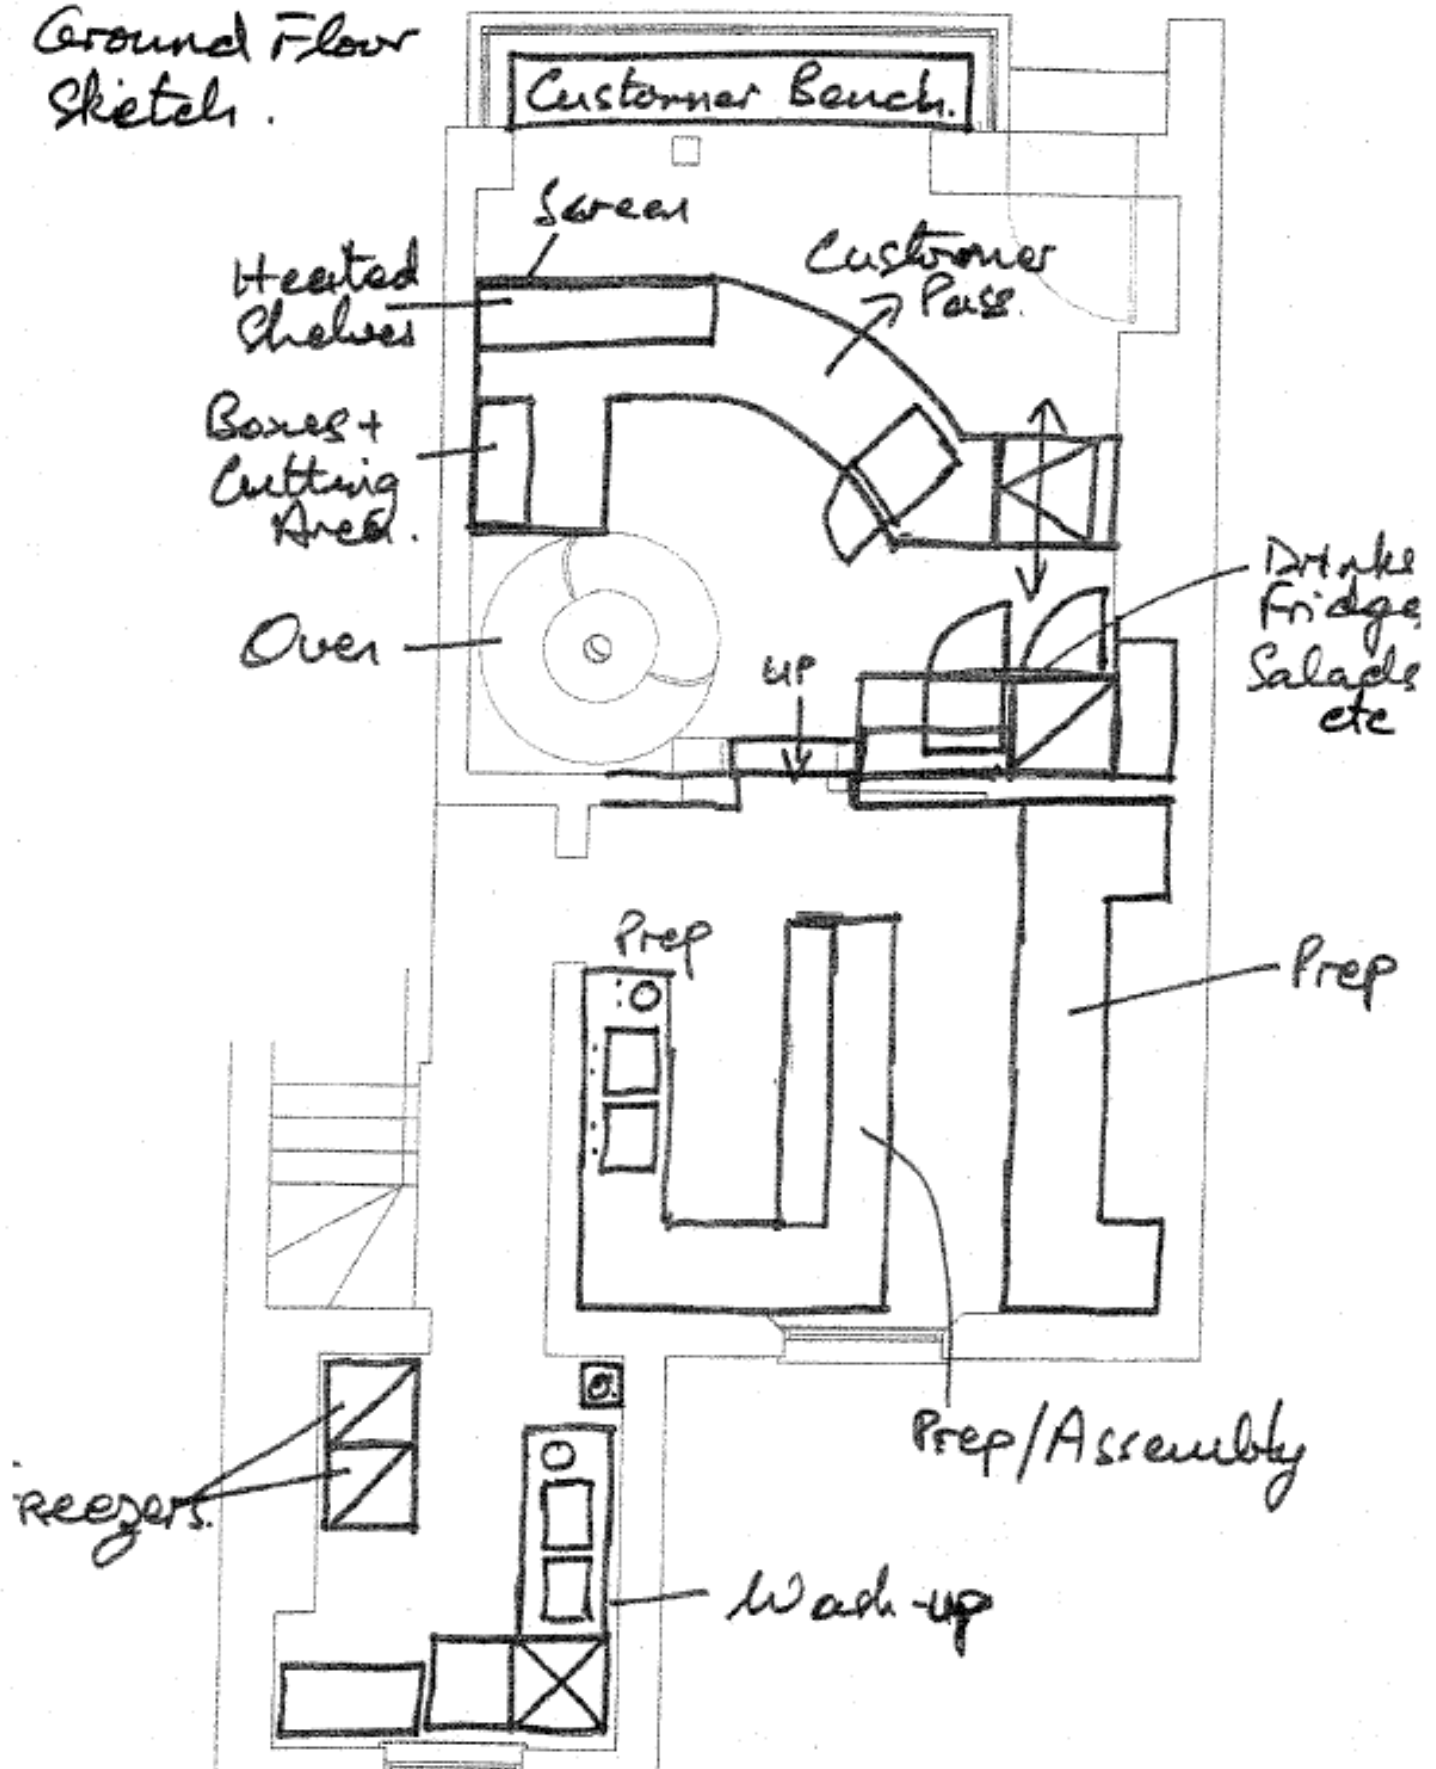 Ground Floor
Sketch.
Customer Bench.
Screen
Customer
Pass.
Heated
Shelves
Boxes +
Cutting
Area.
Oven
UP
Drinks
Fridge,
Salads
etc
Prep
Prep
Prep/Assembly
reezers.
Wash-up